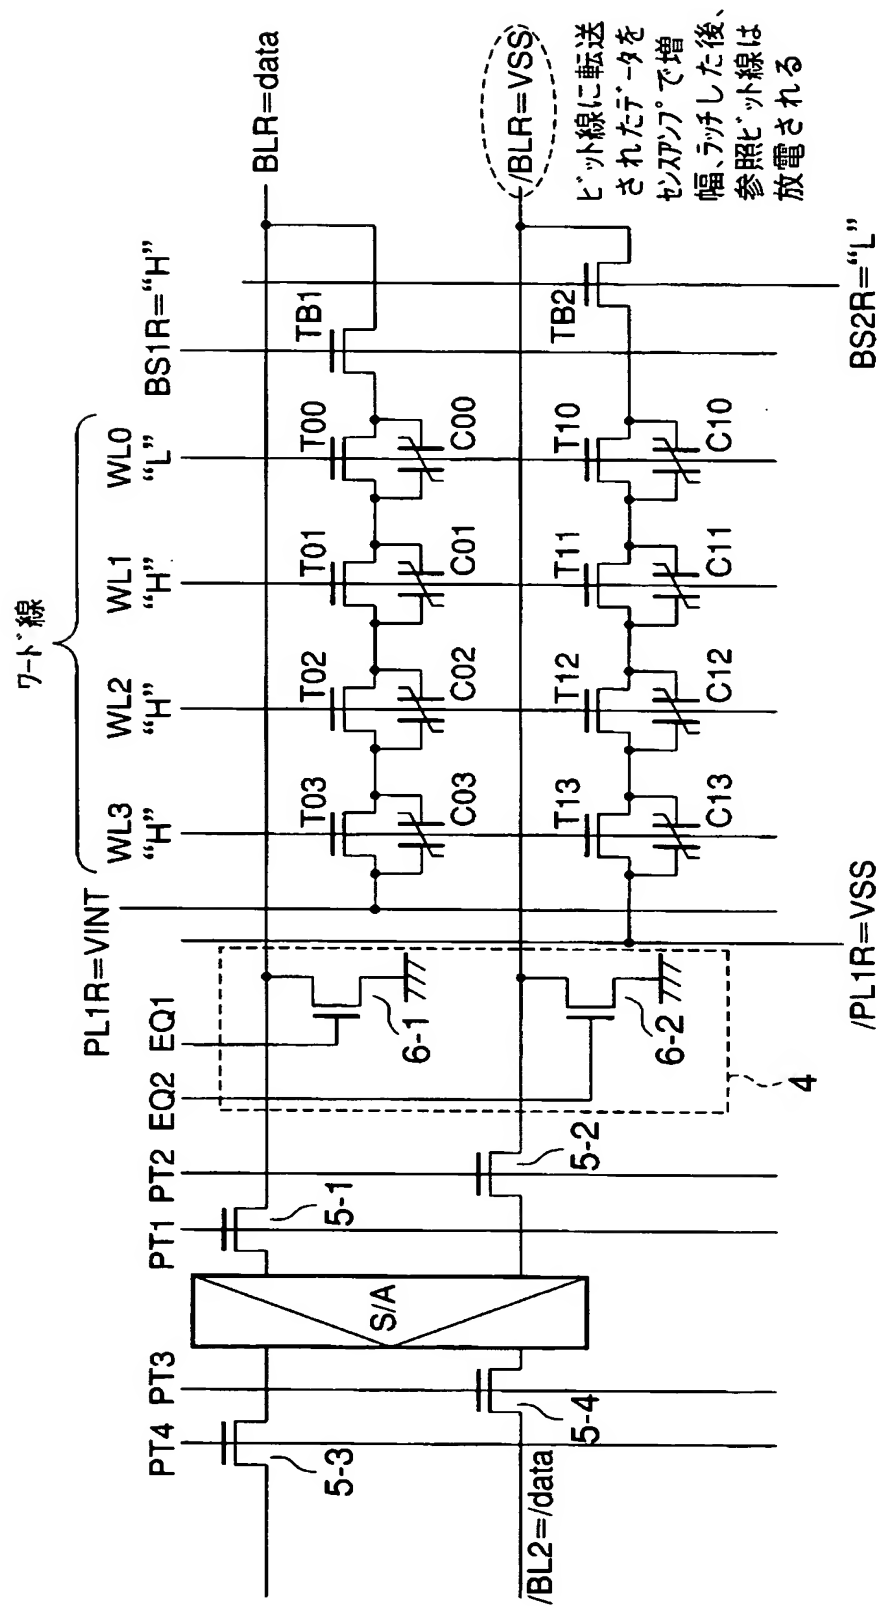 ワード線
WL3
“H”
WL2
“H”
WL1
“H”
WL0
“L”
PT4
PT3
PT1
PT2
EQ2
EQ1
PL1R=VINT
BS1R=“H”
BLR=data
5-3
S/A
5-1
6-1
T03
T02
T01
T00
TB1
C03
C02
C01
C00
/BLR=VSS
ビット線に転送
されたデータを
センスアンプで増
幅、ラッチした後、
参照ビット線は
放電される
/BL2=/data
5-4
5-2
6-2
T13
T12
T11
T10
TB2
C13
C12
C11
C10
4
/PL1R=VSS
BS2R=“L”